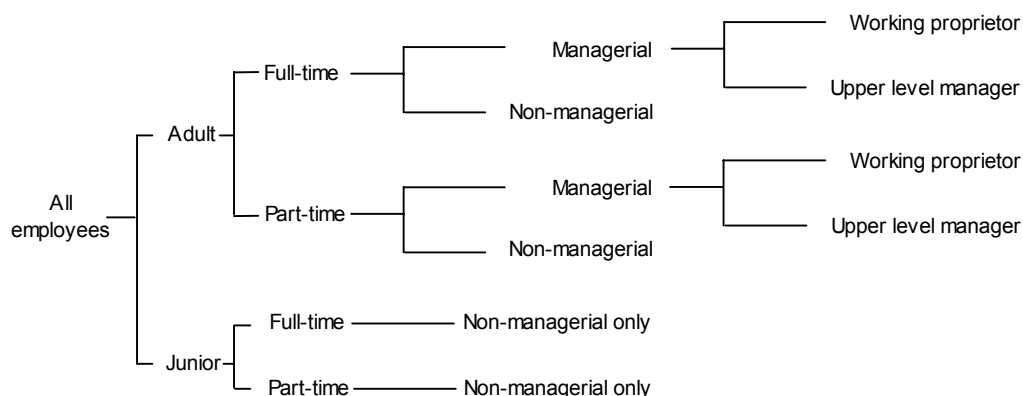 Working proprietor
Managerial
Full-time
Upper level manager
Non-managerial
Adult
Working proprietor
Managerial
All
employees
Part-time
Upper level manager
Non-managerial
Full-time
Non-managerial only
Junior
Part-time
Non-managerial only